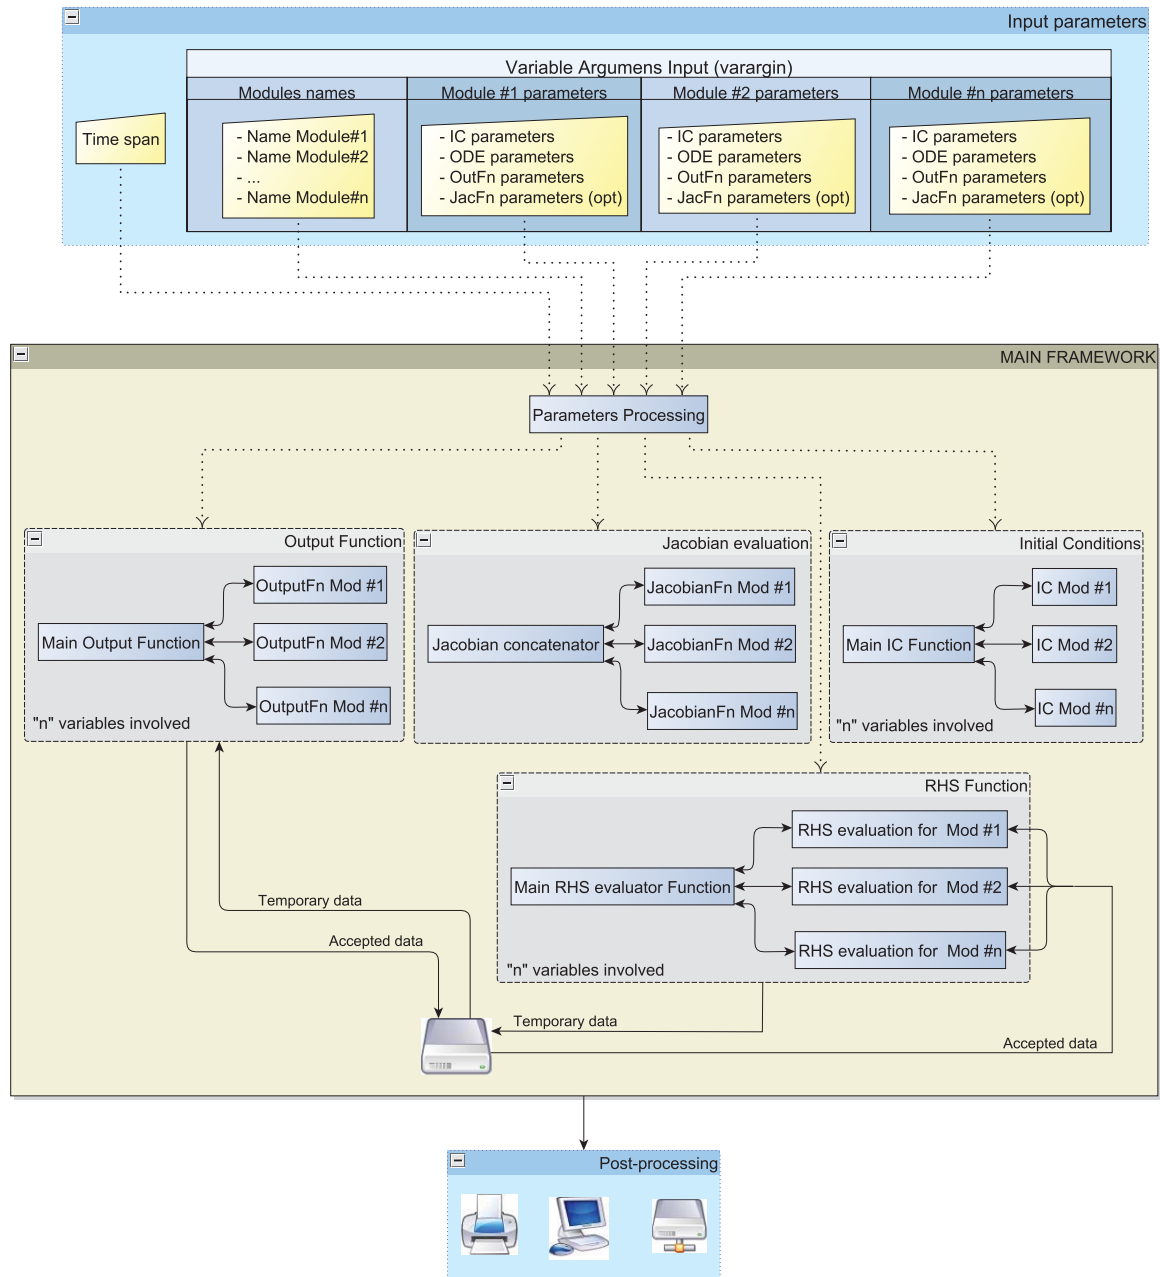 Input parameters
Variable Argumens Input (varargin)
Modules names
Module #1 parameters
Module #2 parameters
Module #n parameters
Time span
- Name Module#1
- Name Module#2
- ...
- Name Module#n
- IC parameters
- ODE parameters
- OutFn parameters
- JacFn parameters (opt)
- IC parameters
- ODE parameters
- OutFn parameters
- JacFn parameters (opt)
- IC parameters
- ODE parameters
- OutFn parameters
- JacFn parameters (opt)
MAIN FRAMEWORK
Parameters Processing
Output Function
OutputFn Mod #1
Main Output Function
OutputFn Mod #2
OutputFn Mod #n
"n" variables involved
Jacobian evaluation
JacobianFn Mod #1
Jacobian concatenator
JacobianFn Mod #2
JacobianFn Mod #n
Initial Conditions
IC Mod #1
Main IC Function
IC Mod #2
IC Mod #n
"n" variables involved
RHS Function
RHS evaluation for  Mod #1
Main RHS evaluator Function
RHS evaluation for  Mod #2
RHS evaluation for  Mod #n
"n" variables involved
Temporary data
Accepted data
Temporary data
Accepted data
Post-processing